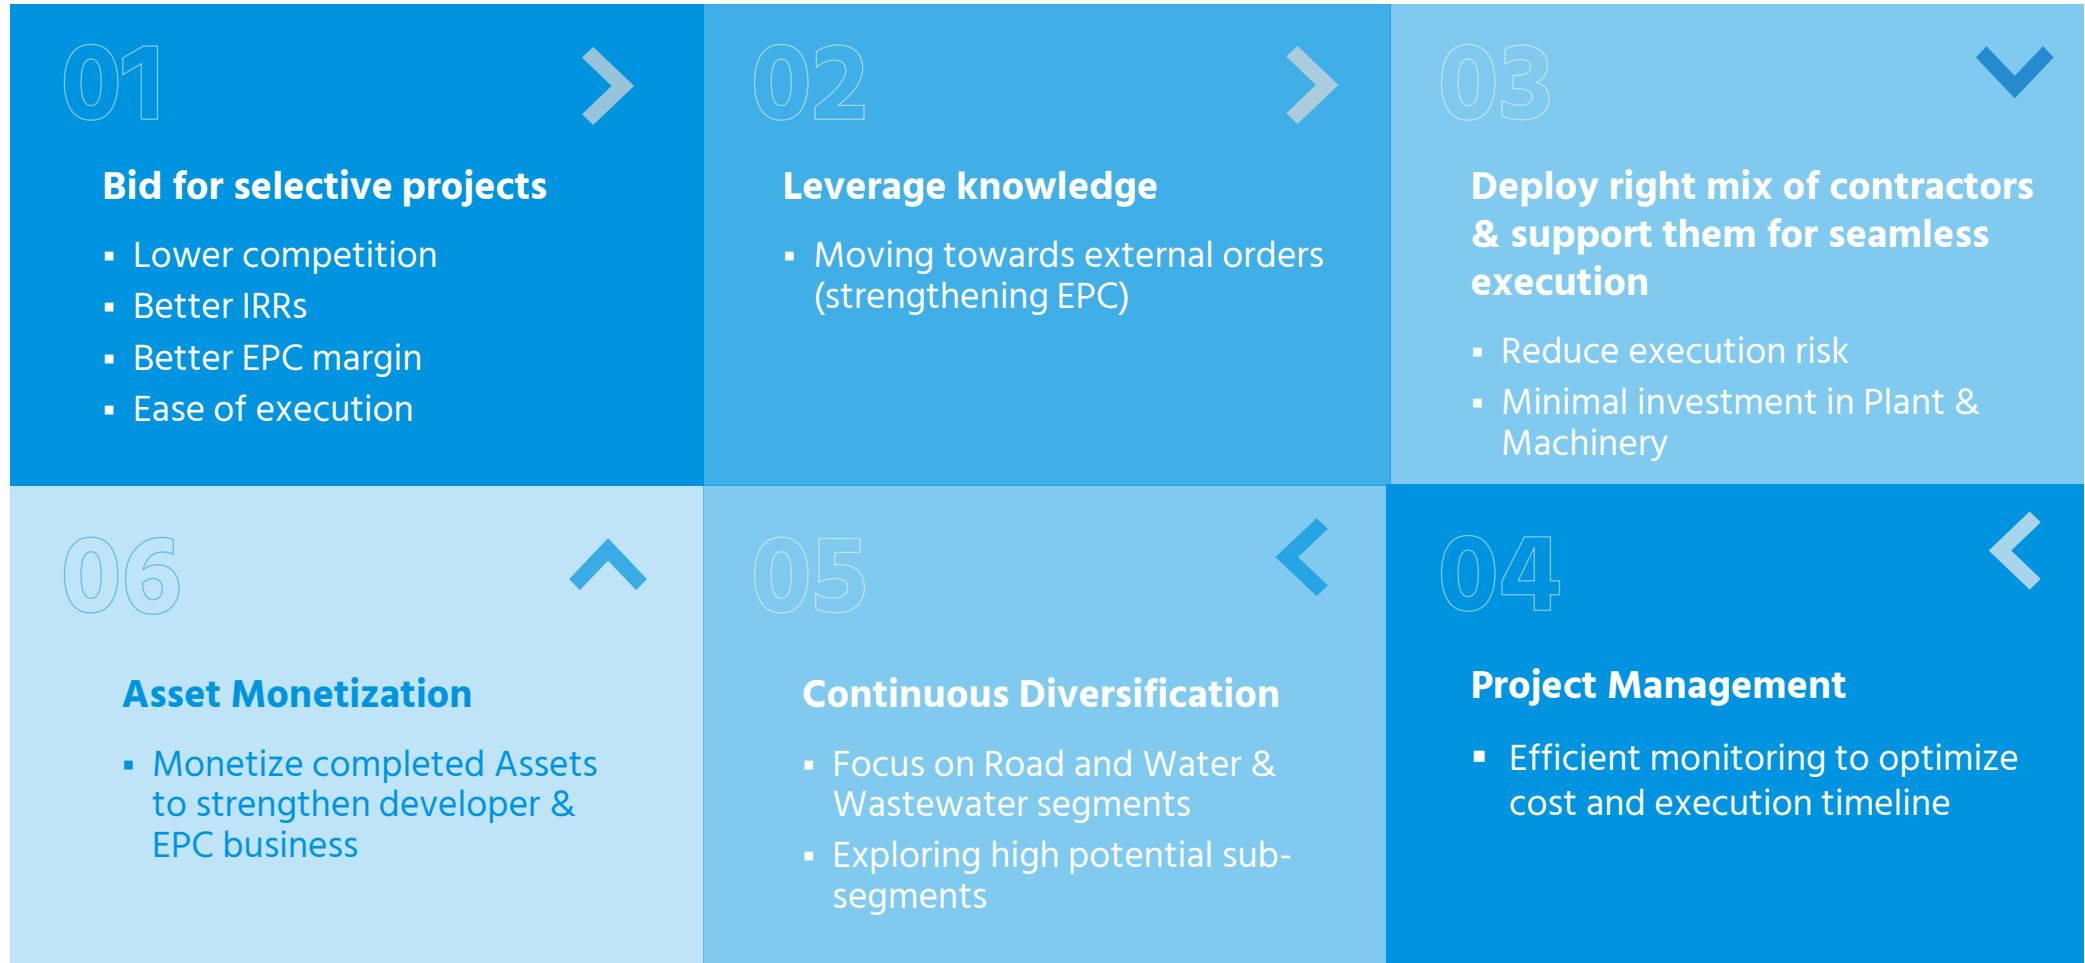 01
Bid for selective projects
▪ Lower competition
▪ Better IRRs
▪ Better EPC margin
▪ Ease of execution
02
Leverage knowledge
▪ Moving towards external orders
(strengthening EPC)
03
Deploy right mix of contractors
& support them for seamless
execution
▪ Reduce execution risk
▪ Minimal investment in Plant &
Machinery
04
Project Management
▪ Efficient monitoring to optimize
cost and execution timeline
05
Continuous Diversification
▪ Focus on Road and Water &
Wastewater segments
▪ Exploring high potential sub-
segments
06
Asset Monetization
▪ Monetize completed Assets
to strengthen developer &
EPC business